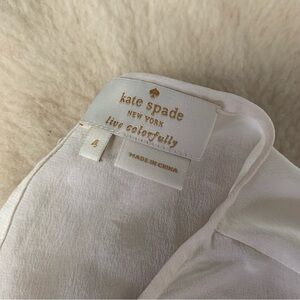 kate spade
NEW YORK
live colorfully
4
MADE IN CHINA